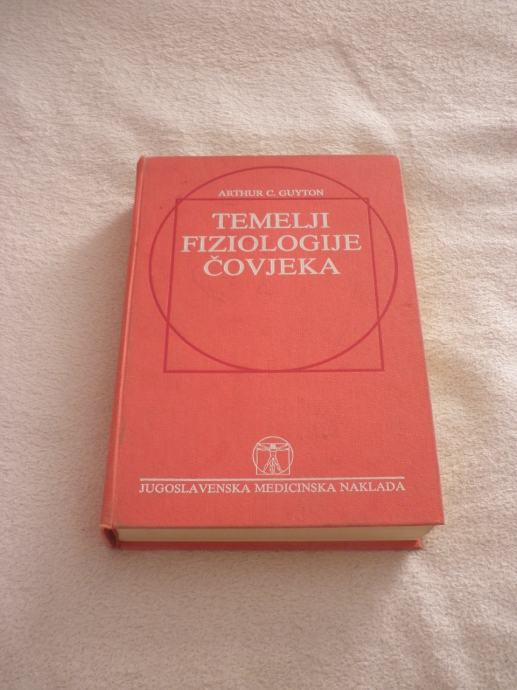 ARTHUR C. GUYTON
TEMELJI
FIZIOLOGIJE
ČOVJEKA
JUGOSLAVENSKA MEDICINSKA NAKLADA